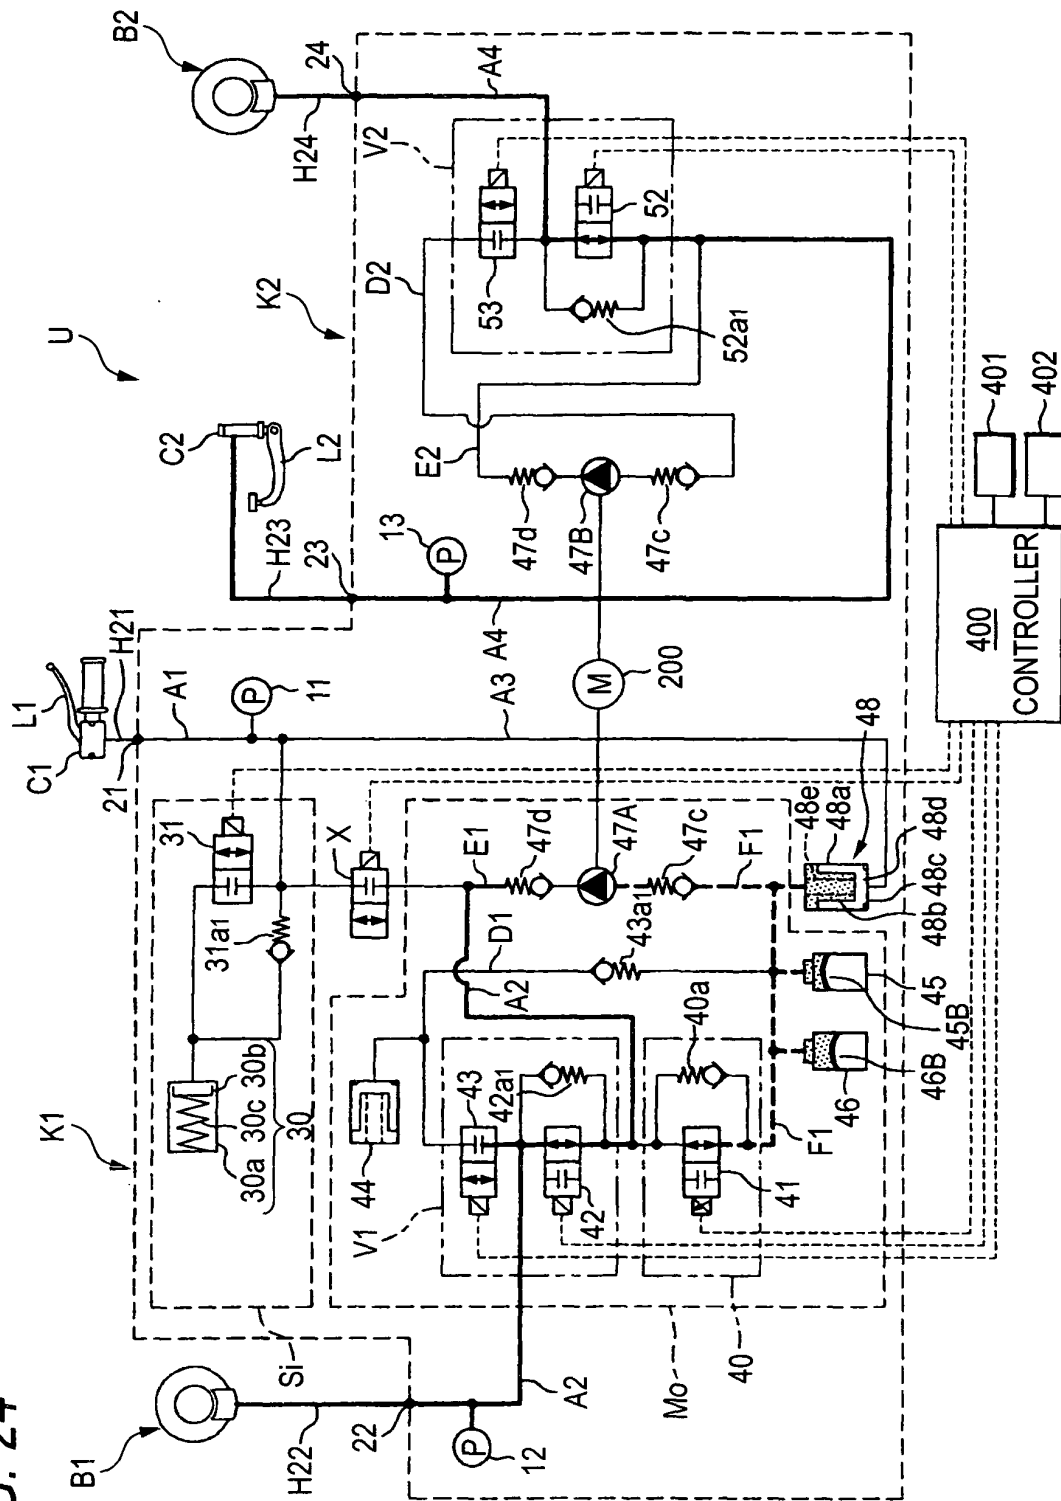 B2
24
A4
H24
V2
52
53
D2
52a1
K2
U
E2
C2
L2
47d
47B
47c
13
P
H23
23
A4
401
402
400
CONTROLLER
L1
H21
C1
21
A1
P
11
A3
M
200
31
X
E1
47d
47A
47c
F1
48e
48a
48
48d
48c
48b
31a1
D1
A2
43a1
45
45B
40a
46B
46
K1
30b
30c
30a
30
44
43
42a1
V1
42
41
F1
Si
40
Mo
A2
B1
H22
22
P
12
24